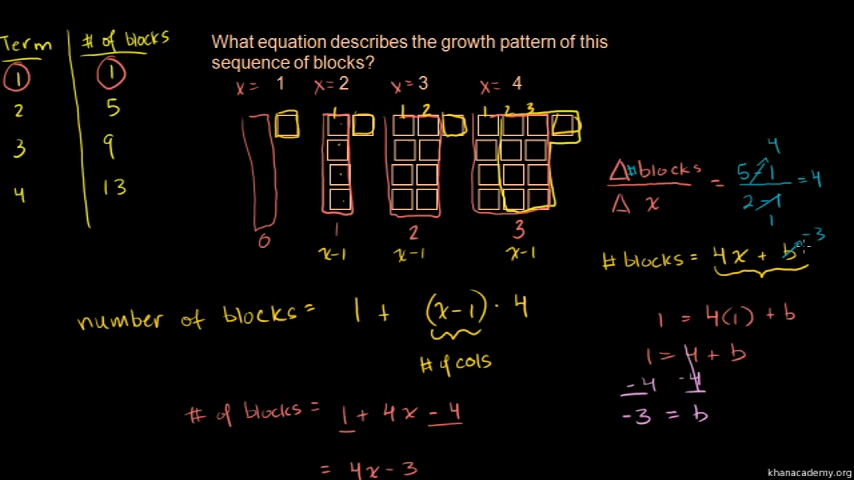 What equation describes the growth pattern of this
sequence of blocks?
Term # of blocks
1 1
2 5
3 9
4 13
x= 1 x= 2 x= 3 x= 4
1 1 2 1 2 3
0 1 2 3
x-1 x-1 x-1
Δ#blocks / Δ x = 5-1 / 2-1 = 4
4
1
# blocks = 4x + b -3
number of blocks = 1 + (x-1) · 4
# of cols
1 = 4(1) + b
1 = 4 + b
-4 -4
-3 = b
# of blocks = 1 + 4x - 4
= 4x - 3
khanacademy.org